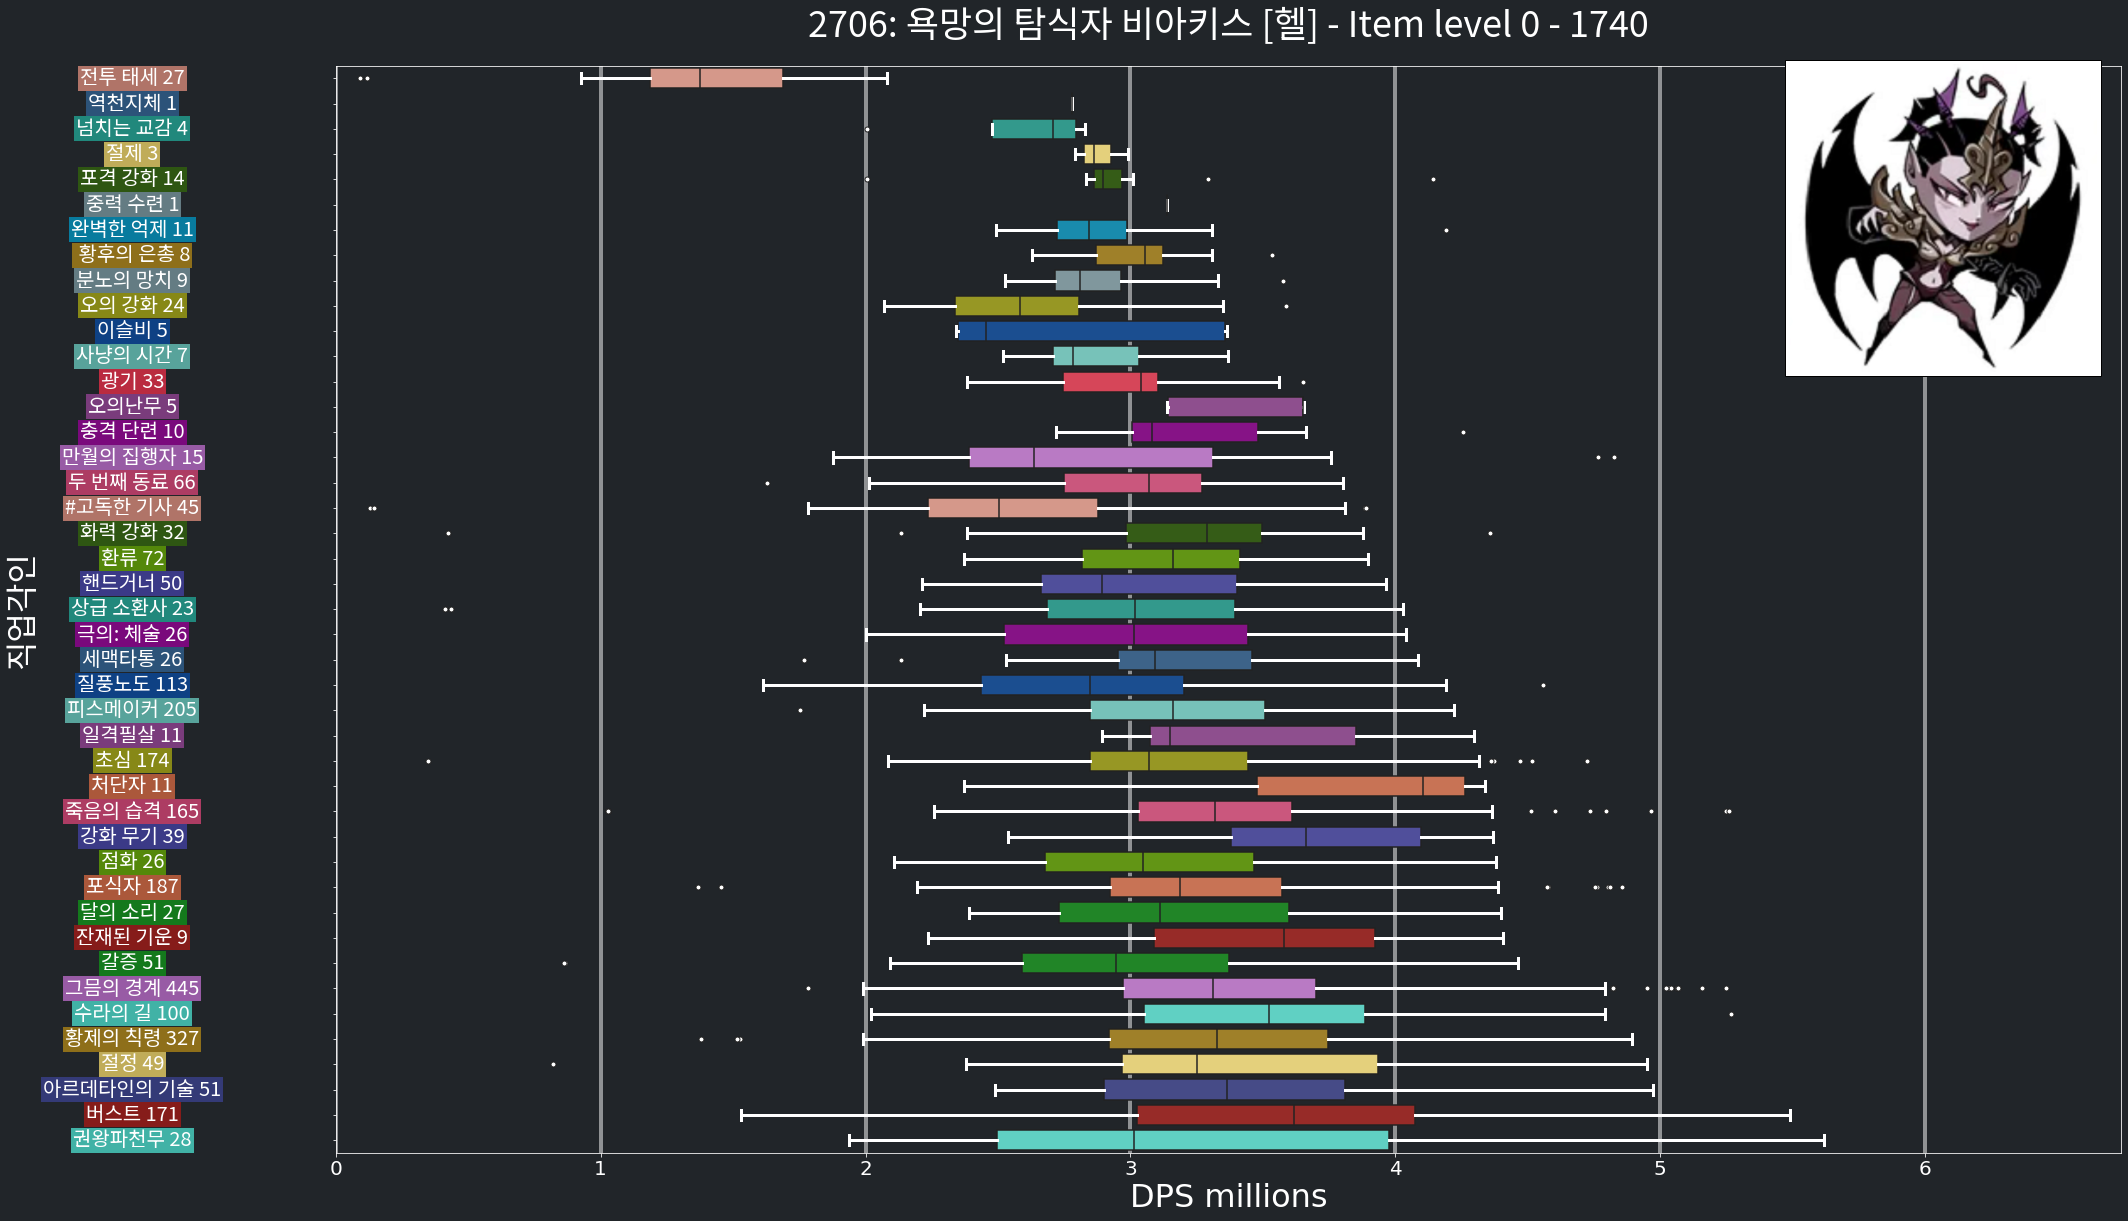 2706: 욕망의 탐식자 비아키스 [헬] - Item level 0 - 1740
전투 태세 27
역천지체 1
넘치는 교감 4
절제 3
포격 강화 14
중력 수련 1
완벽한 억제 11
황후의 은총 8
분노의 망치 9
오의 강화 24
이슬비 5
사냥의 시간 7
광기 33
오의난무 5
충격 단련 10
만월의 집행자 15
두 번째 동료 66
#고독한 기사 45
화력 강화 32
환류 72
핸드거너 50
상급 소환사 23
극의: 체술 26
세맥타통 26
질풍노도 113
피스메이커 205
일격필살 11
초심 174
처단자 11
죽음의 습격 165
강화 무기 39
점화 26
포식자 187
달의 소리 27
잔재된 기운 9
갈증 51
그믐의 경계 445
수라의 길 100
황제의 칙령 327
절정 49
아르데타인의 기술 51
버스트 171
권왕파천무 28
직업각인
0 1 2 3 4 5 6
DPS millions